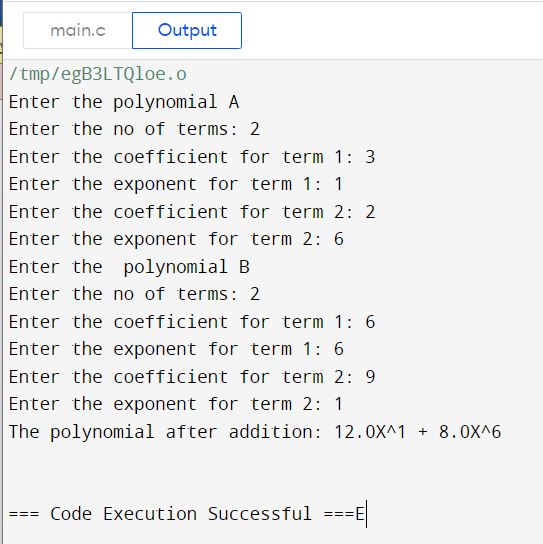 main.c Output
/tmp/egB3LTQloe.o
Enter the polynomial A
Enter the no of terms: 2
Enter the coefficient for term 1: 3
Enter the exponent for term 1: 1
Enter the coefficient for term 2: 2
Enter the exponent for term 2: 6
Enter the  polynomial B
Enter the no of terms: 2
Enter the coefficient for term 1: 6
Enter the exponent for term 1: 6
Enter the coefficient for term 2: 9
Enter the exponent for term 2: 1
The polynomial after addition: 12.0X^1 + 8.0X^6
=== Code Execution Successful ===E